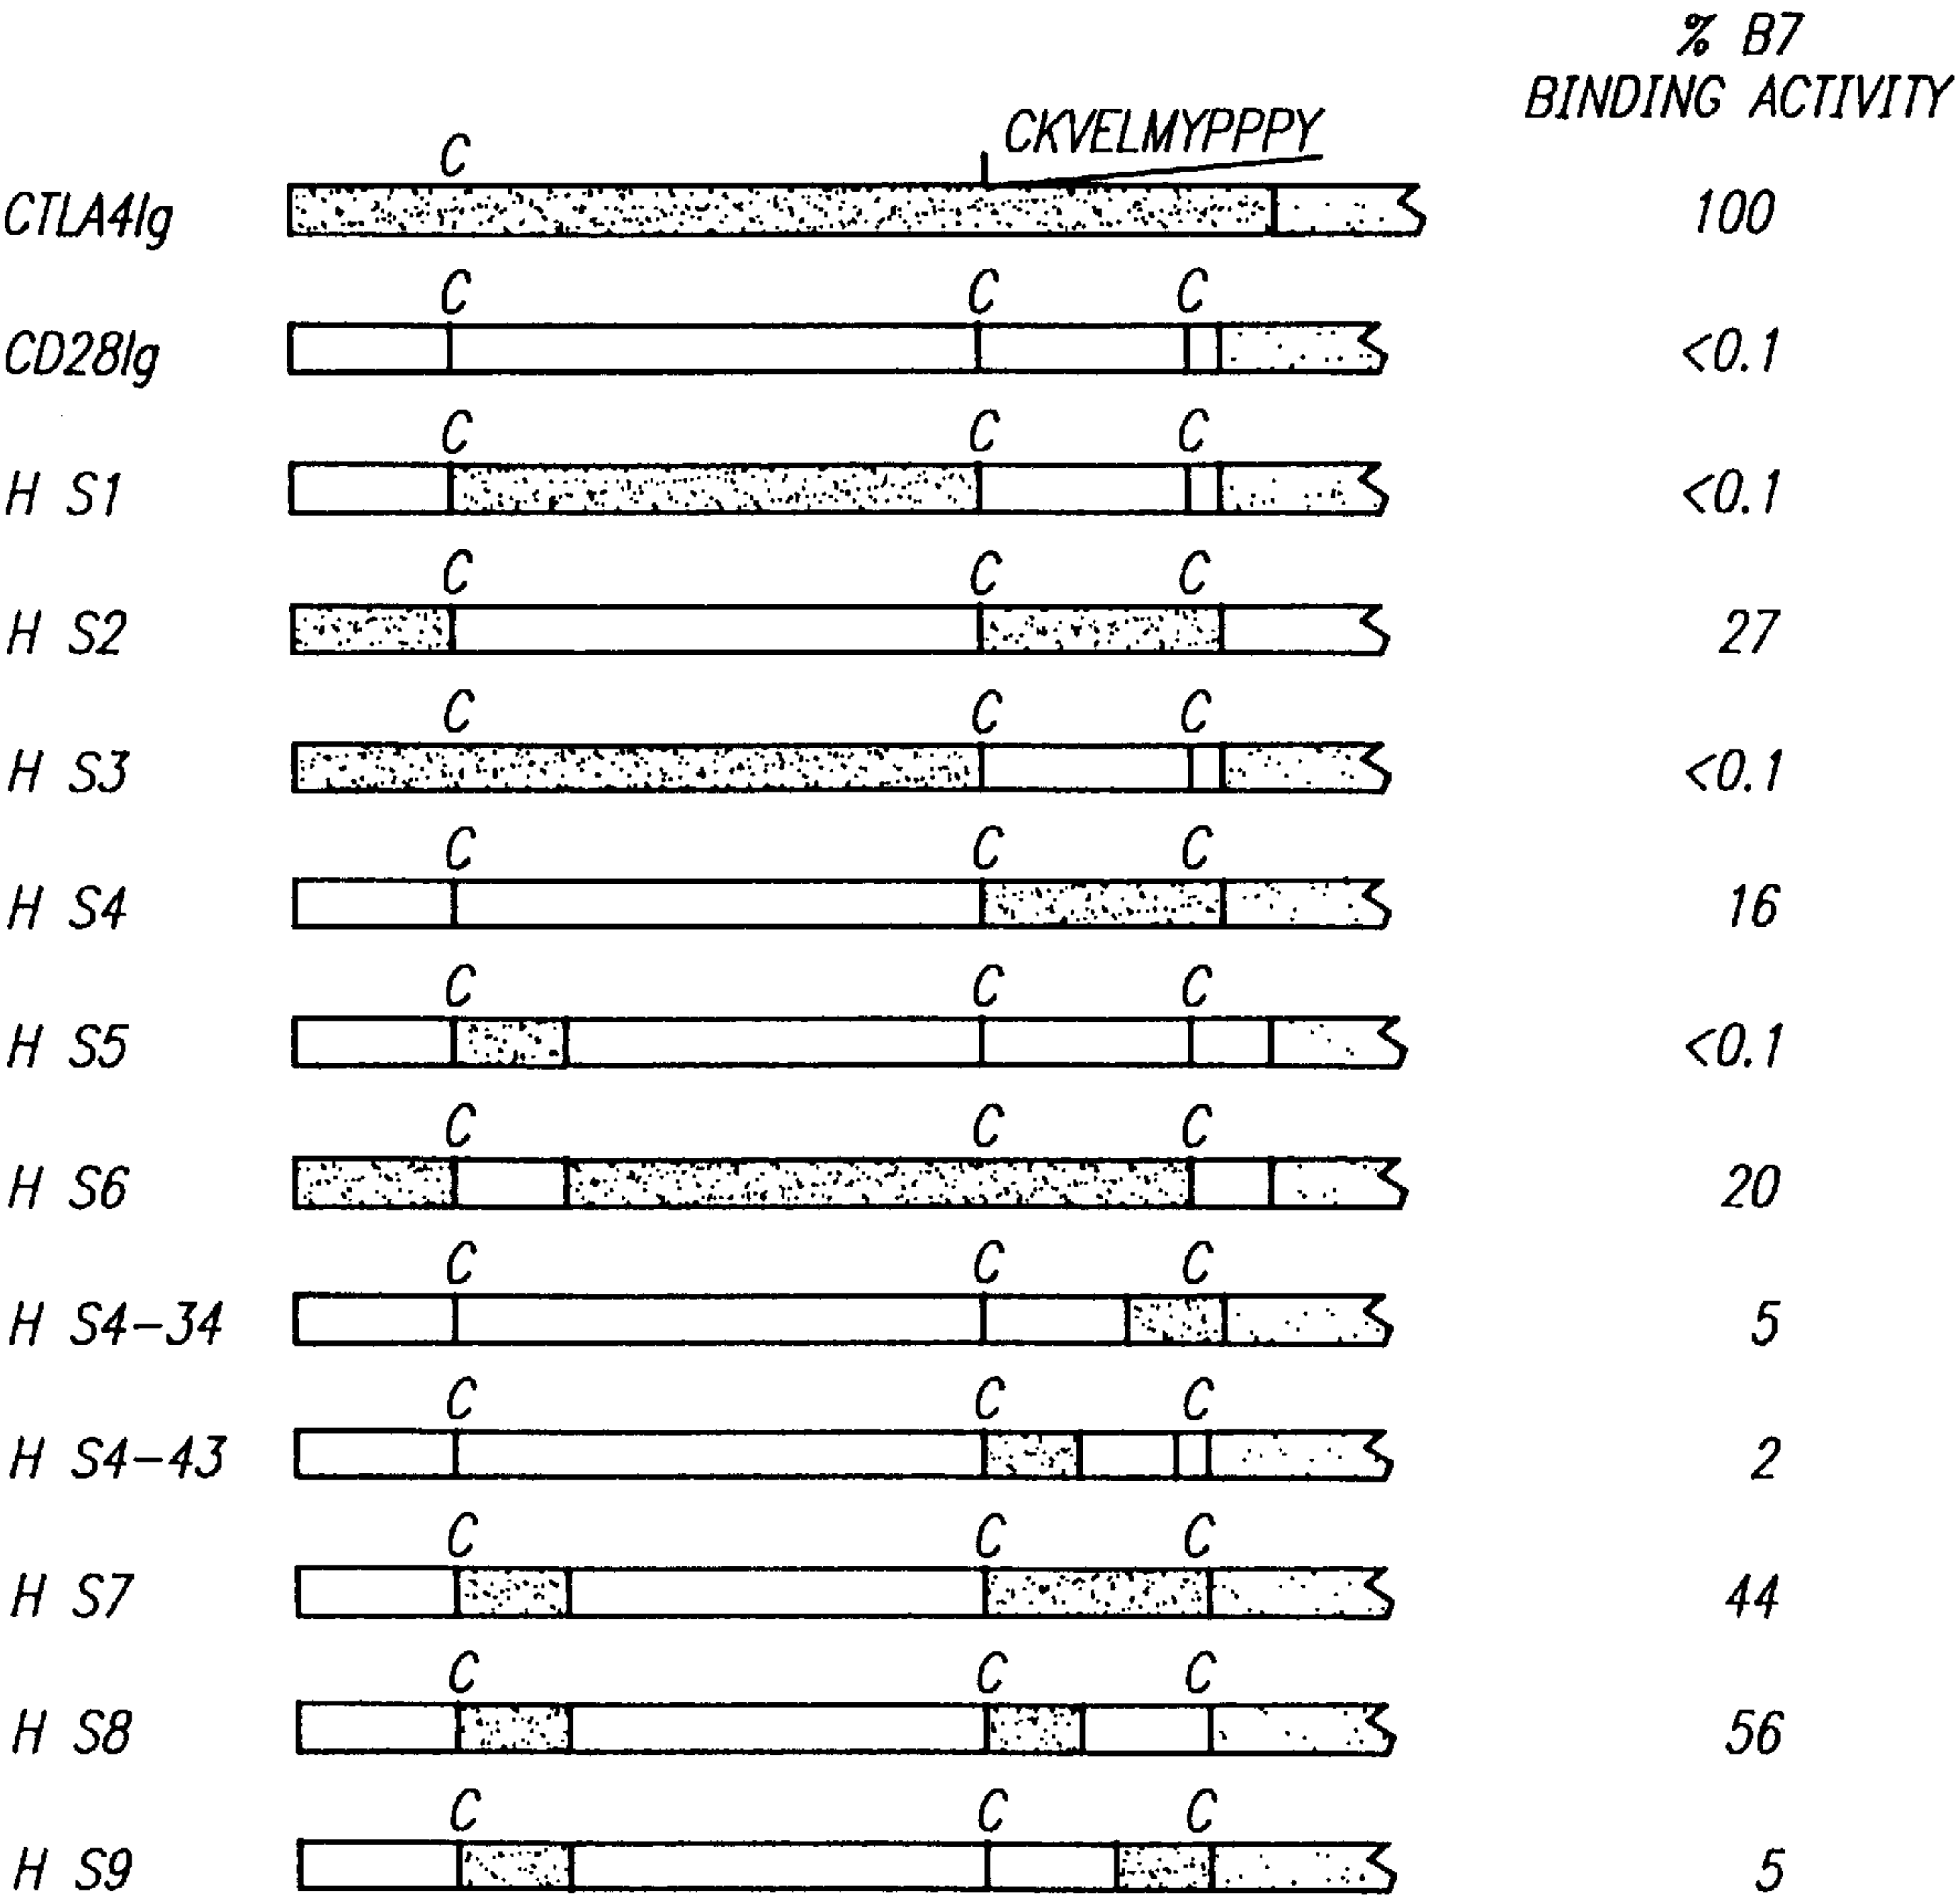 % B7
BINDING ACTIVITY
C CKVELMYPPPY
CTLA4Ig 100
C C C
CD28Ig <0.1
C C C
H S1 <0.1
C C C
H S2 27
C C C
H S3 <0.1
C C C
H S4 16
C C C
H S5 <0.1
C C C
H S6 20
C C C
H S4-34 5
C C C
H S4-43 2
C C C
H S7 44
C C C
H S8 56
C C C
H S9 5